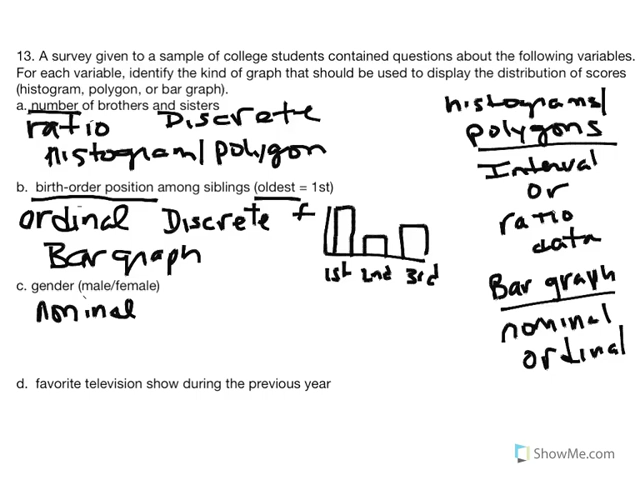 13. A survey given to a sample of college students contained questions about the following variables.
For each variable, identify the kind of graph that should be used to display the distribution of scores
(histogram, polygon, or bar graph).
a. number of brothers and sisters
ratio Discrete
histogram/polygon
b. birth-order position among siblings (oldest = 1st)
ordinal Discrete f
Bar graph
1st 2nd 3rd
c. gender (male/female)
nominal
d. favorite television show during the previous year
histograms/
polygons
Interval
or
ratio
data
Bar graph
nominal
ordinal
ShowMe.com